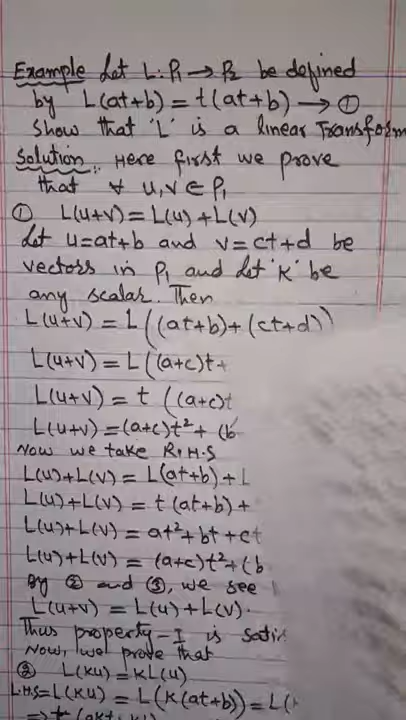 Example Let L: P₁ → P₂ be defined
by L(at+b) = t(at+b) → ①
Show that 'L' is a linear Transform
Solution:. Here first we prove
that ∀ u,v ∈ P₁
① L(u+v) = L(u) + L(v)
Let u=at+b and v=ct+d be
vectors in P₁ and let 'K' be
any scalar. Then
L(u+v) = L((at+b)+(ct+d))
L(u+v) = L((a+c)t+
L(u+v) = t((a+c)t
L(u+v) = (a+c)t²+ (b
Now we take R.H.S
L(u)+L(v) = L(at+b)+L
L(u)+L(v) = t(at+b)+
L(u)+L(v) = at²+bt+ct
L(u)+L(v) = (a+c)t²+(b
By ② and ③, we see
L(u+v) = L(u)+L(v).
Thus property-I is satis
Now, we prove that
② L(ku) = kL(u)
L.H.S=L(ku) = L(k(at+b)) = L(